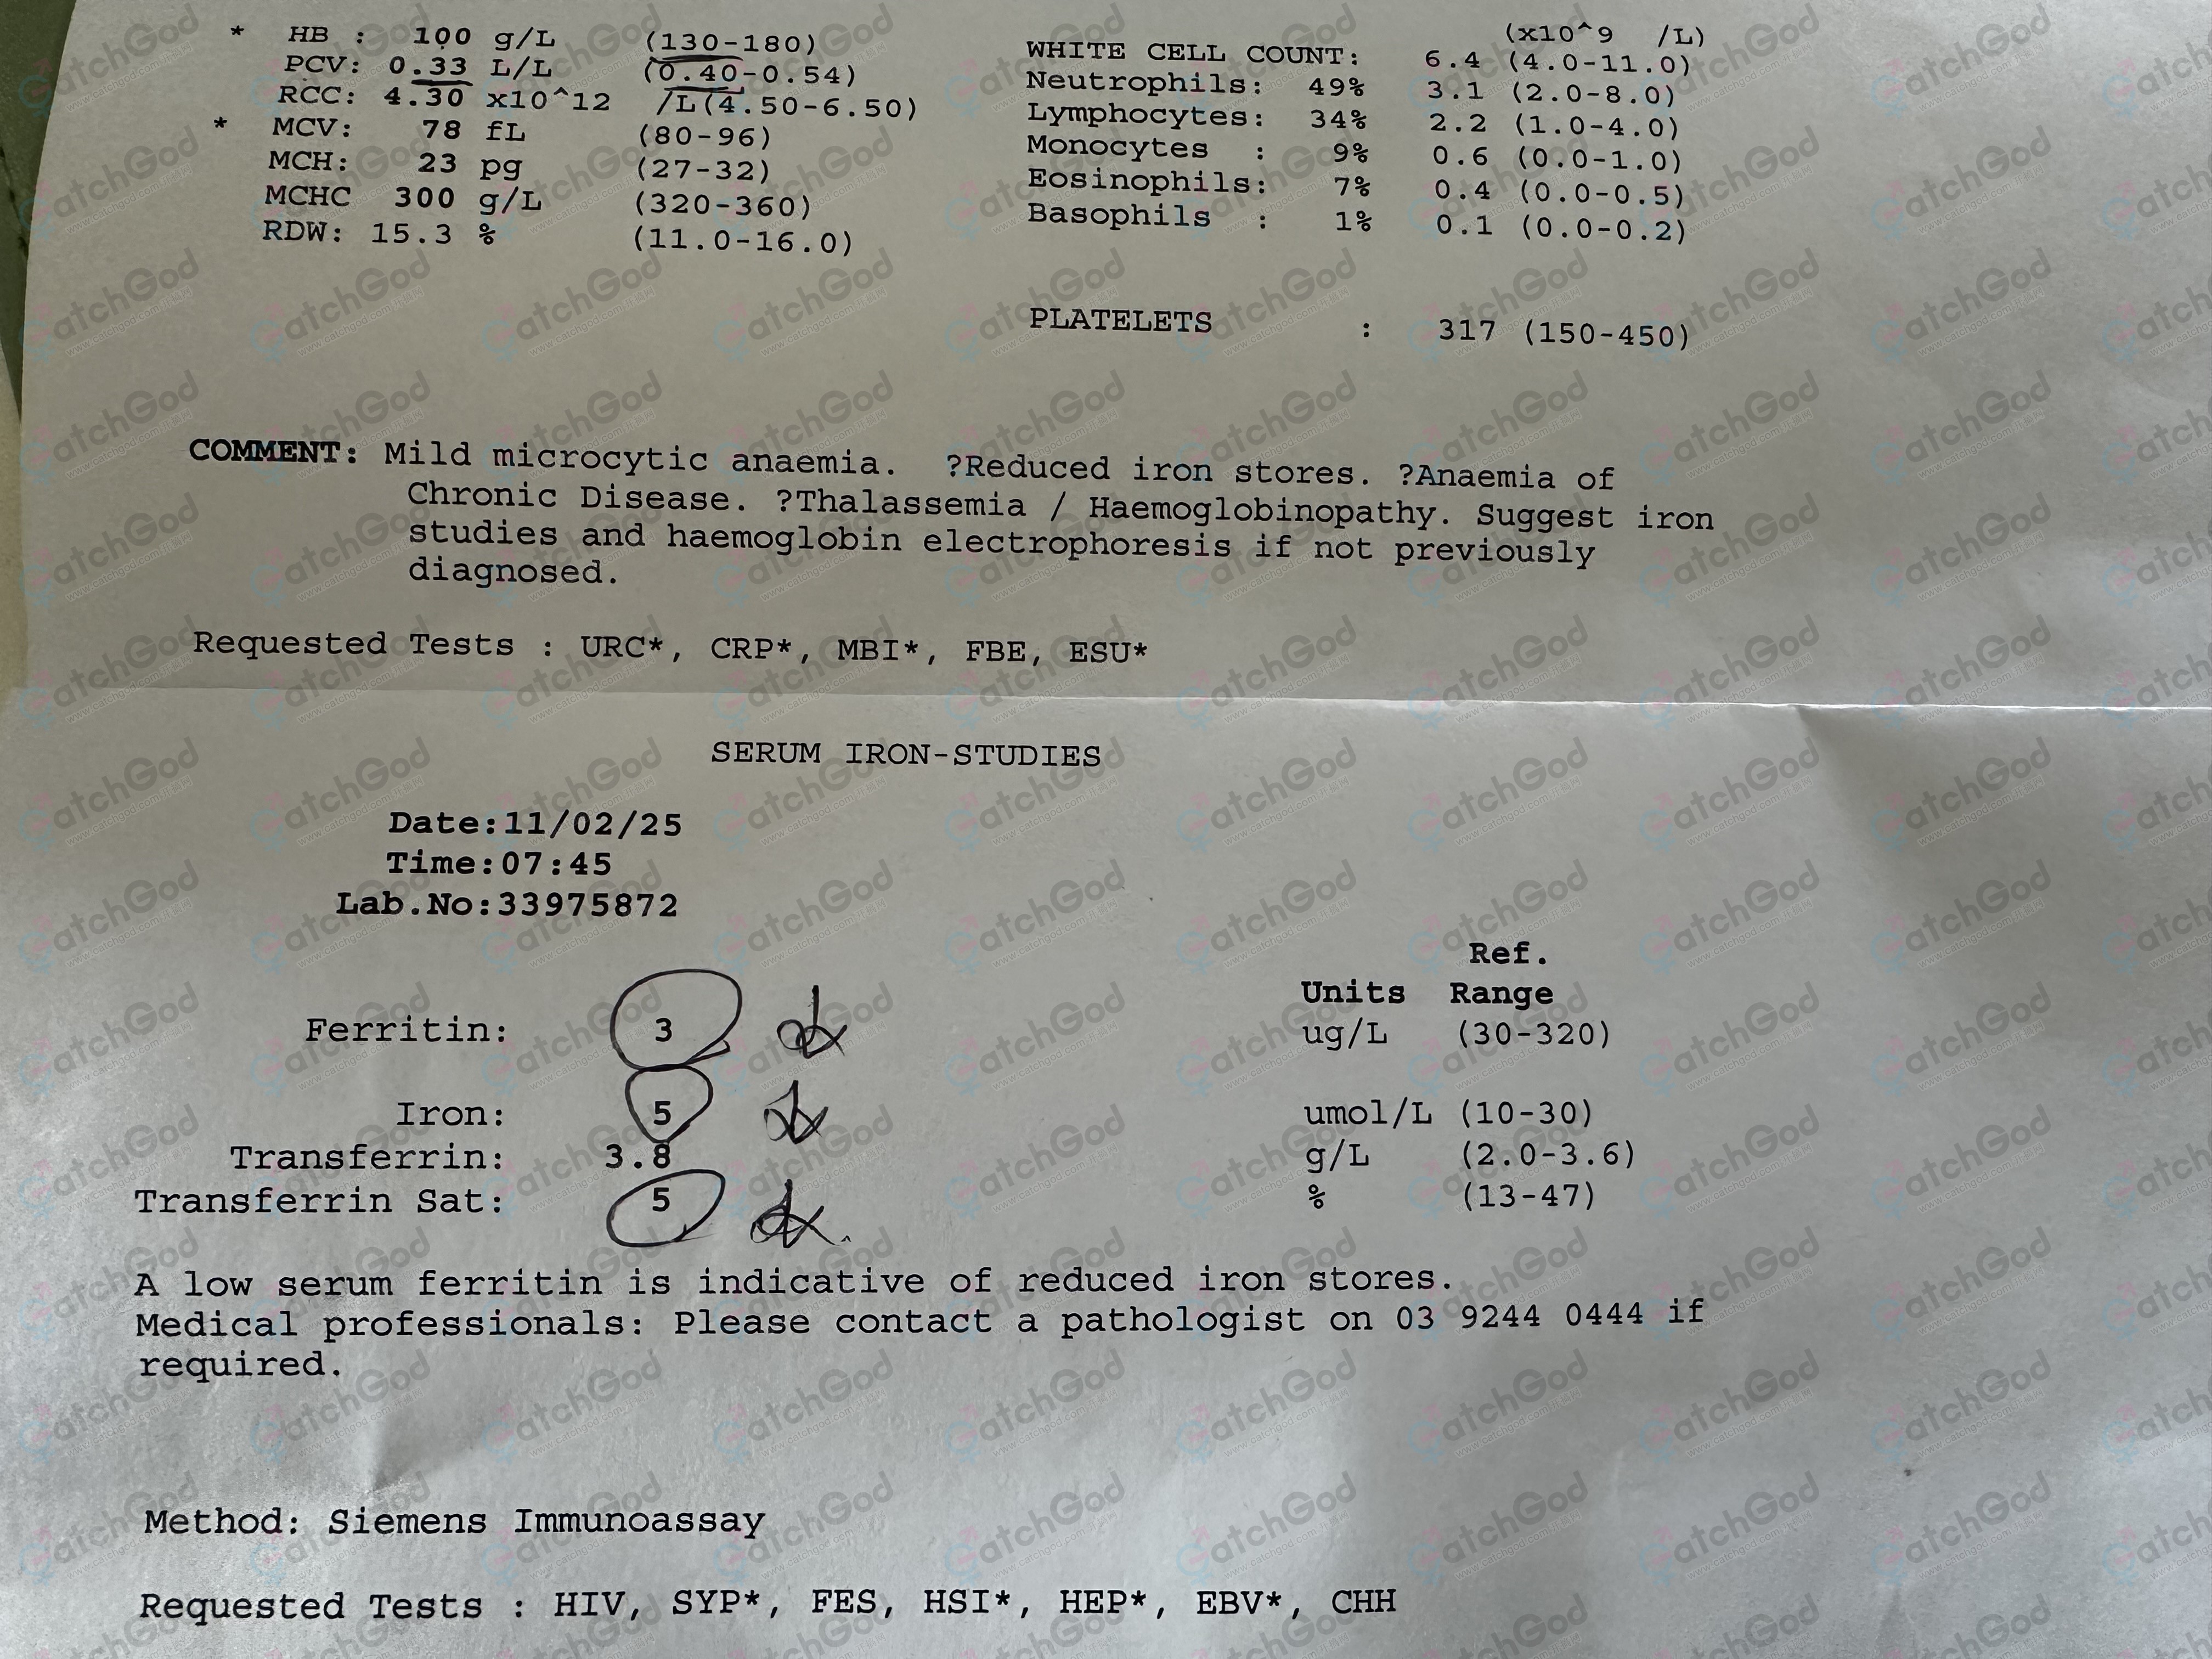 * HB : 100 g/L (130-180)
PCV: 0.33 L/L (0.40-0.54)
RCC: 4.30 x10^12 /L(4.50-6.50)
* MCV: 78 fL (80-96)
MCH: 23 pg (27-32)
MCHC 300 g/L (320-360)
RDW: 15.3 % (11.0-16.0)
(x10^9 /L)
WHITE CELL COUNT: 6.4 (4.0-11.0)
Neutrophils: 49% 3.1 (2.0-8.0)
Lymphocytes: 34% 2.2 (1.0-4.0)
Monocytes : 9% 0.6 (0.0-1.0)
Eosinophils: 7% 0.4 (0.0-0.5)
Basophils : 1% 0.1 (0.0-0.2)
PLATELETS : 317 (150-450)
COMMENT: Mild microcytic anaemia. ?Reduced iron stores. ?Anaemia of
Chronic Disease. ?Thalassemia / Haemoglobinopathy. Suggest iron
studies and haemoglobin electrophoresis if not previously
diagnosed.
Requested Tests : URC*, CRP*, MBI*, FBE, ESU*
SERUM IRON-STUDIES
Date:11/02/25
Time:07:45
Lab.No:33975872
Ref.
Units Range
Ferritin: 3 ug/L (30-320)
Iron: 5 umol/L (10-30)
Transferrin: 3.8 g/L (2.0-3.6)
Transferrin Sat: 5 % (13-47)
A low serum ferritin is indicative of reduced iron stores.
Medical professionals: Please contact a pathologist on 03 9244 0444 if
required.
Method: Siemens Immunoassay
Requested Tests : HIV, SYP*, FES, HSI*, HEP*, EBV*, CHH
CatchGod